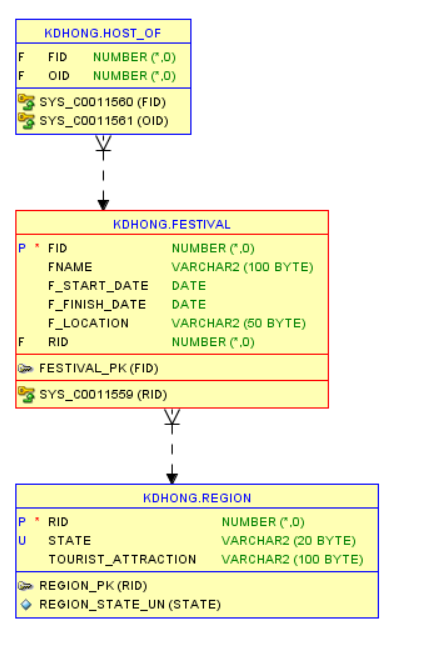 KDHONG.HOST_OF
F FID NUMBER (*,0)
F OID NUMBER (*,0)
SYS_C0011560 (FID)
SYS_C0011561 (OID)
KDHONG.FESTIVAL
P * FID NUMBER (*,0)
FNAME VARCHAR2 (100 BYTE)
F_START_DATE DATE
F_FINISH_DATE DATE
F_LOCATION VARCHAR2 (50 BYTE)
F RID NUMBER (*,0)
FESTIVAL_PK (FID)
SYS_C0011559 (RID)
KDHONG.REGION
P * RID NUMBER (*,0)
U STATE VARCHAR2 (20 BYTE)
TOURIST_ATTRACTION VARCHAR2 (100 BYTE)
REGION_PK (RID)
REGION_STATE_UN (STATE)